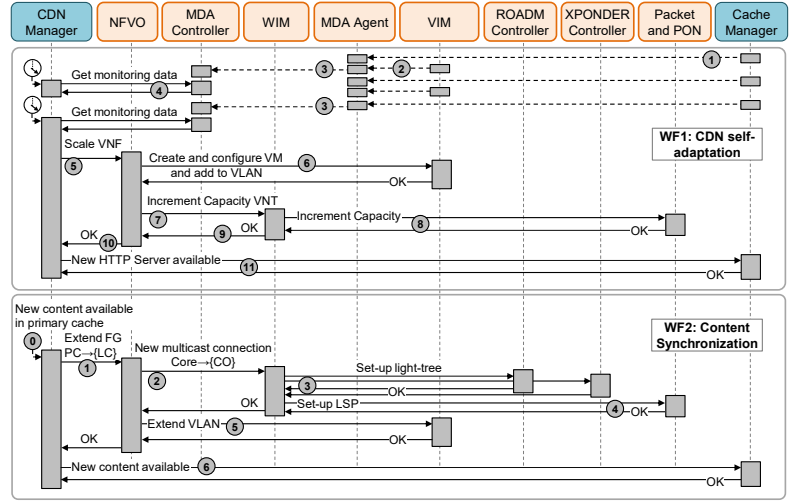 CDN
Manager
NFVO
MDA
Controller
WIM
MDA Agent
VIM
ROADM
Controller
XPONDER
Controller
Packet
and PON
Cache
Manager
1
3
2
Get monitoring data
4
Get monitoring data
3
WF1: CDN self-
adaptation
Scale VNF
5
Create and configure VM
6
and add to VLAN
OK
Increment Capacity VNT
7
Increment Capacity
8
OK
9
OK
OK
10
New HTTP Server available
11
OK
New content available
in primary cache
0
Extend FG
PC→{LC}
1
WF2: Content
Synchronization
New multicast connection
Core→{CO}
2
Set-up light-tree
3
OK
OK
Set-up LSP
4
OK
Extend VLAN
5
OK
OK
New content available
6
OK